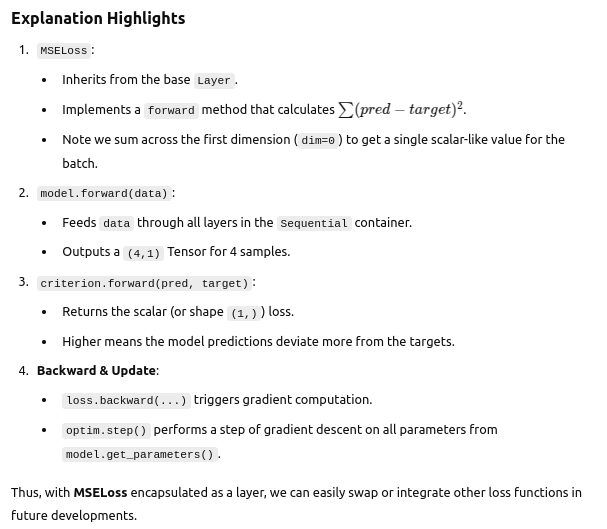 Explanation Highlights
1. MSELoss:
• Inherits from the base Layer.
• Implements a forward method that calculates ∑(pred − target)².
• Note we sum across the first dimension (dim=0) to get a single scalar-like value for the
batch.
2. model.forward(data):
• Feeds data through all layers in the Sequential container.
• Outputs a (4,1) Tensor for 4 samples.
3. criterion.forward(pred, target):
• Returns the scalar (or shape (1,)) loss.
• Higher means the model predictions deviate more from the targets.
4. Backward & Update:
• loss.backward(...) triggers gradient computation.
• optim.step() performs a step of gradient descent on all parameters from
model.get_parameters().
Thus, with MSELoss encapsulated as a layer, we can easily swap or integrate other loss functions in
future developments.